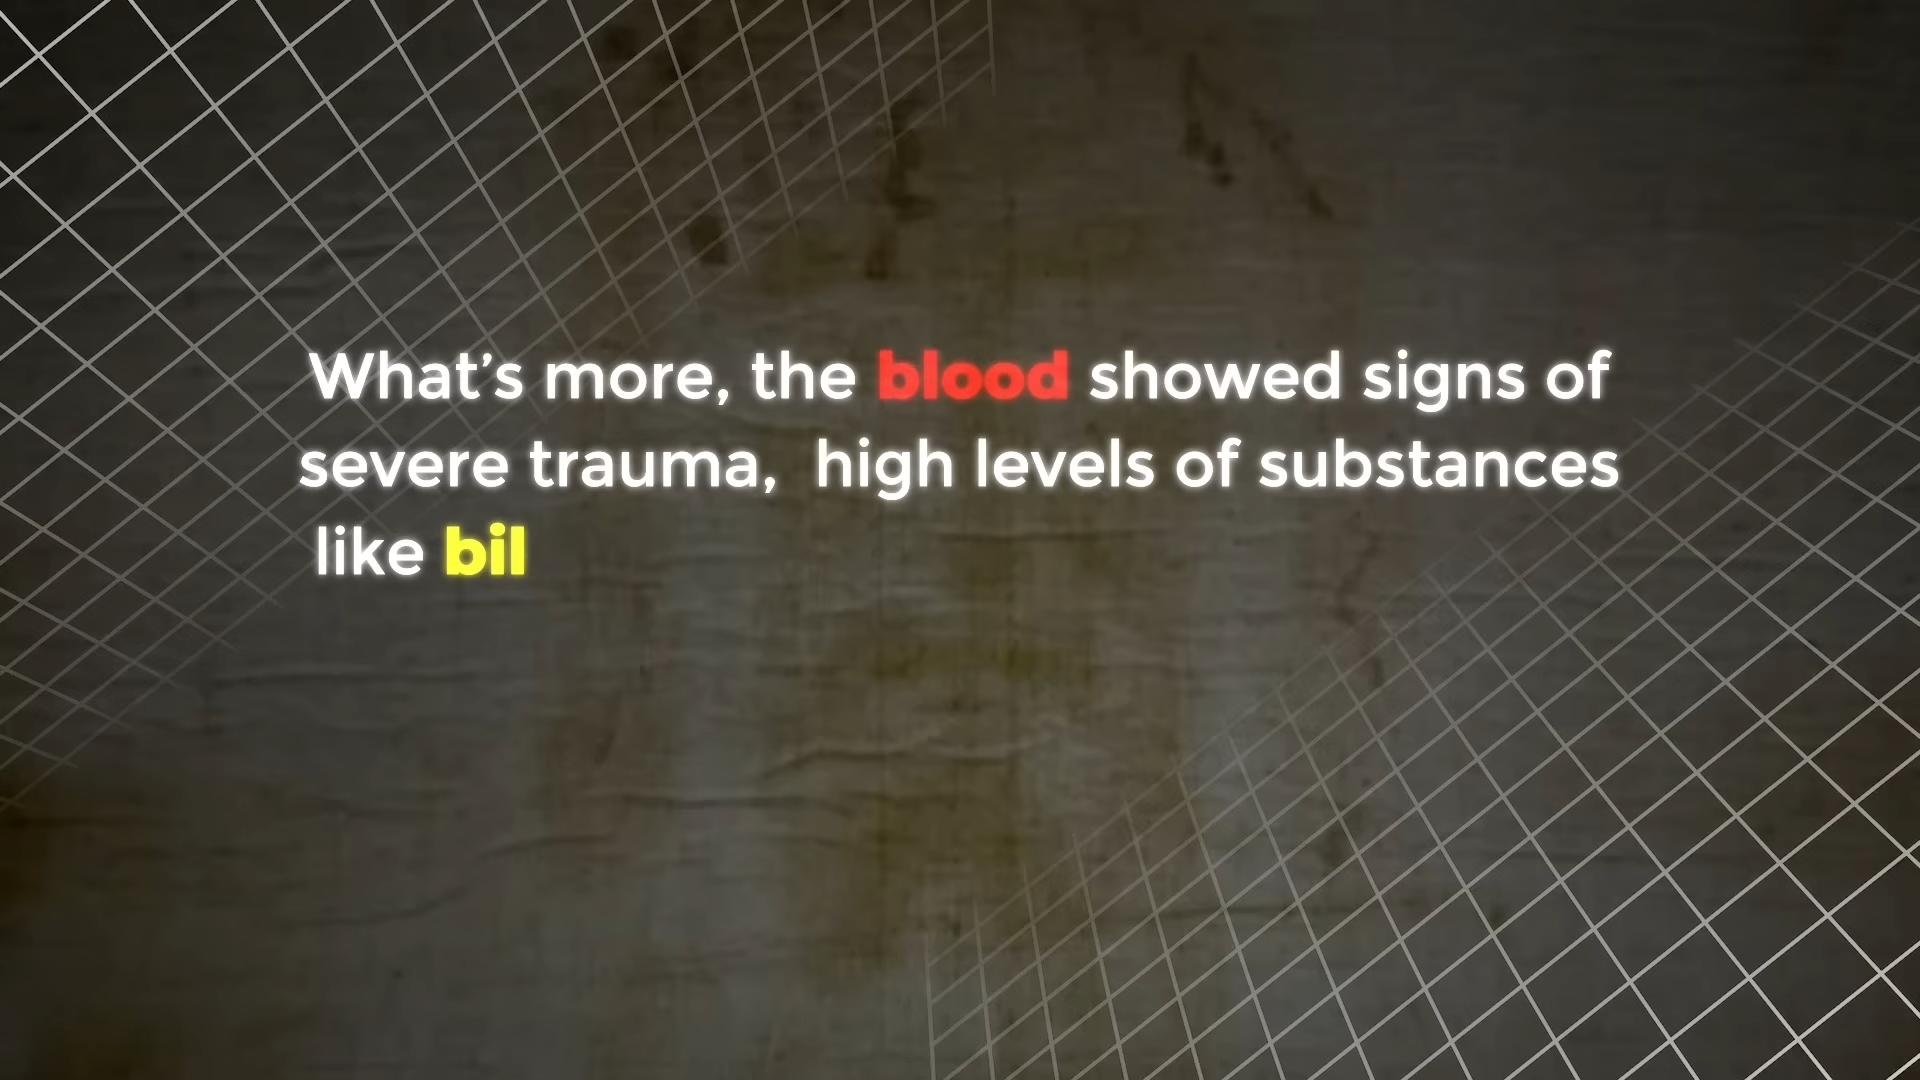 What’s more, the blood showed signs of
severe trauma, high levels of substances
like bil